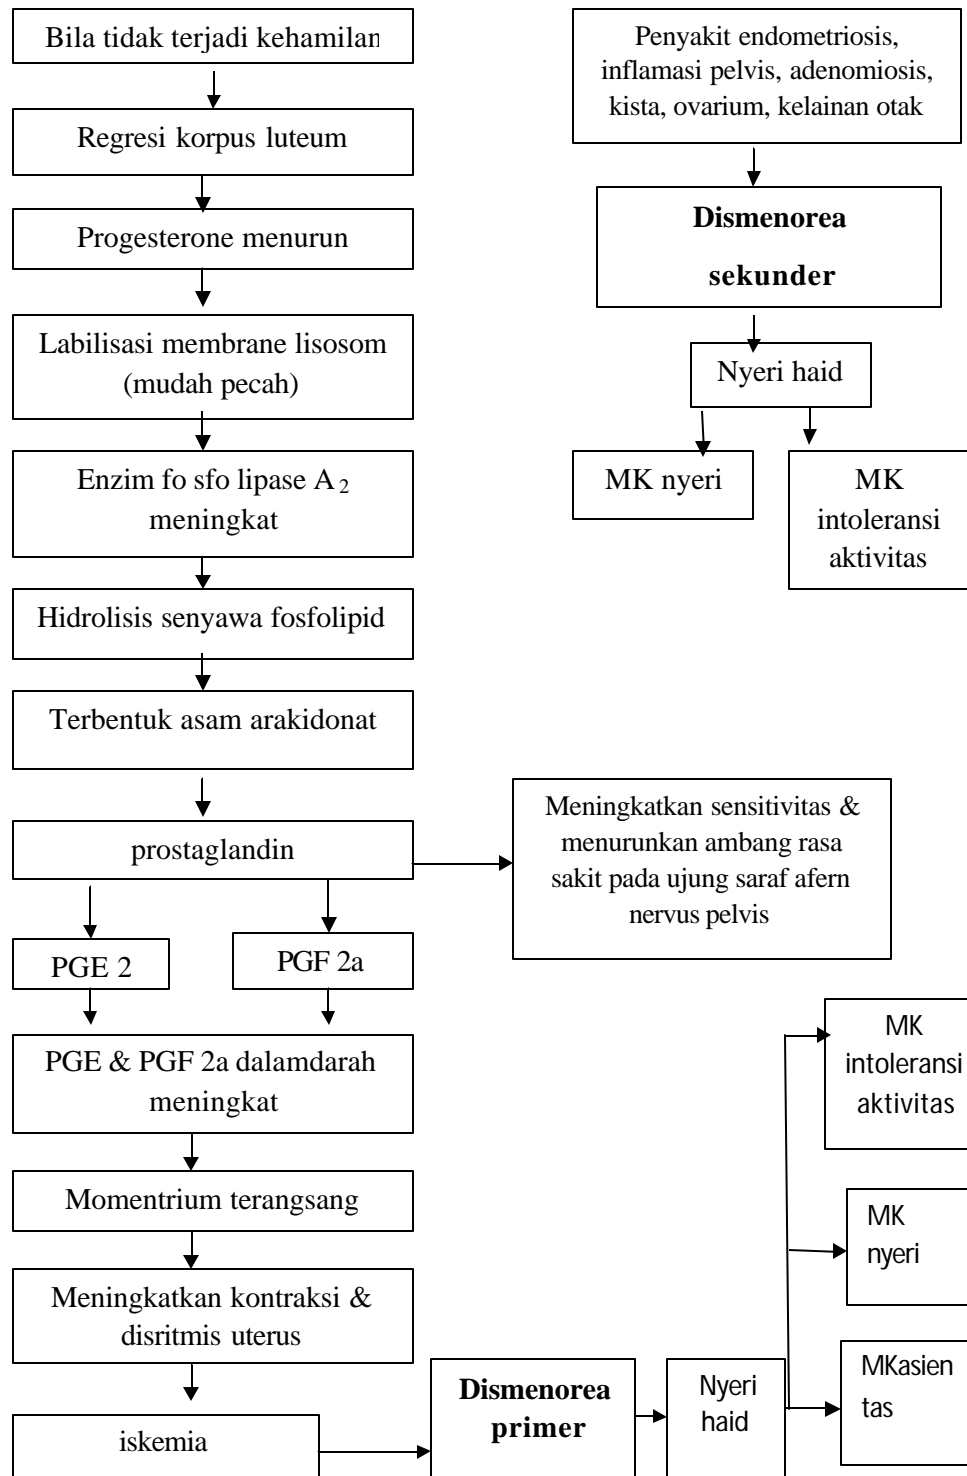 Bila tidak terjadi kehamilan
Regresi korpus luteum
Progesterone menurun
Labilisasi membrane lisosom
(mudah pecah)
Enzim fo sfo lipase A 2
meningkat
Hidrolisis senyawa fosfolipid
Terbentuk asam arakidonat
prostaglandin
Meningkatkan sensitivitas &
menurunkan ambang rasa
sakit pada ujung saraf afern
nervus pelvis
PGE 2
PGF 2a
PGE & PGF 2a dalamdarah
meningkat
Momentrium terangsang
Meningkatkan kontraksi &
disritmis uterus
iskemia
Dismenorea
primer
Nyeri
haid
MK
intoleransi
aktivitas
MK
nyeri
MKasien
tas
Penyakit endometriosis,
inflamasi pelvis, adenomiosis,
kista, ovarium, kelainan otak
Dismenorea
sekunder
Nyeri haid
MK nyeri
MK
intoleransi
aktivitas